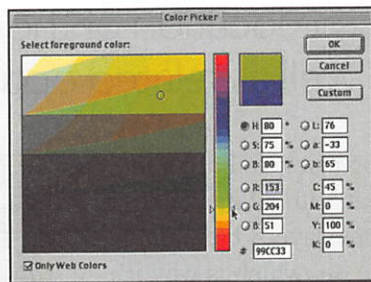 Color Picker
Select foreground color:
OK
Cancel
Custom
H: 80 °
L: 76
S: 75 %
a: -33
B: 80 %
b: 65
R: 153
C: 45 %
G: 204
M: 0 %
B: 51
Y: 100 %
# 99CC33
K: 0 %
Only Web Colors